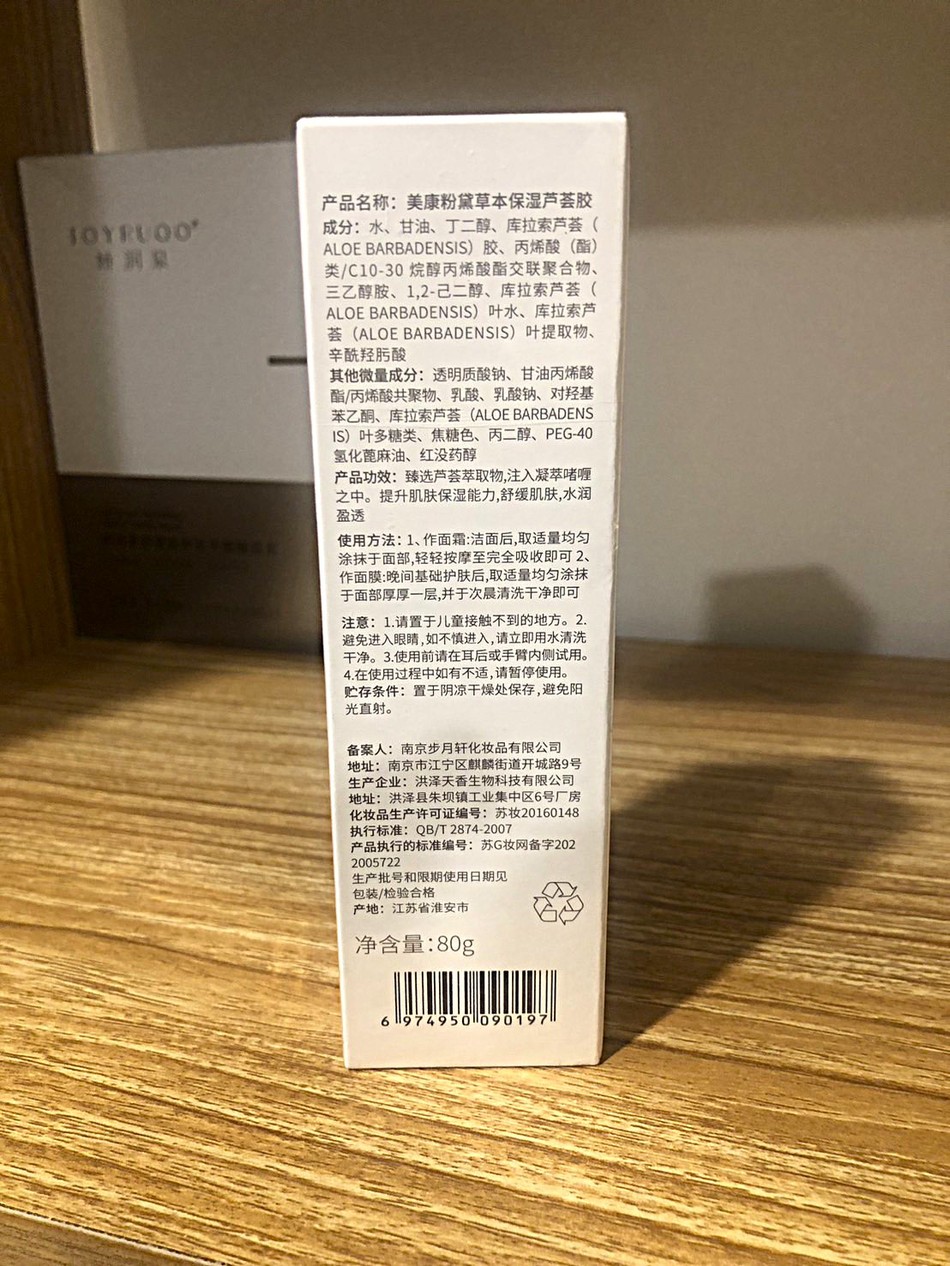 JOYRUOO
产品名称：美康粉黛草本保湿芦荟胶
成分：水、甘油、丁二醇、库拉索芦荟（
ALOE BARBADENSIS）胶、丙烯酸（酯）
类/C10-30 烷醇丙烯酸酯交联聚合物、
三乙醇胺、1,2-己二醇、库拉索芦荟（
ALOE BARBADENSIS）叶水、库拉索芦
荟（ALOE BARBADENSIS）叶提取物、
辛酰羟肟酸
其他微量成分：透明质酸钠、甘油丙烯酸
酯/丙烯酸共聚物、乳酸、乳酸钠、对羟基
苯乙酮、库拉索芦荟（ALOE BARBADENS
IS）叶多糖类、焦糖色、丙二醇、PEG-40
氢化蓖麻油、红没药醇
产品功效：臻选芦荟萃取物,注入凝萃啫喱
之中。提升肌肤保湿能力,舒缓肌肤,水润
盈透
使用方法：1、作面霜:洁面后,取适量均匀
涂抹于面部,轻轻按摩至完全吸收即可 2、
作面膜:晚间基础护肤后,取适量均匀涂抹
于面部厚厚一层,并于次晨清洗干净即可
注意：1.请置于儿童接触不到的地方。2.
避免进入眼睛,如不慎进入,请立即用水清洗
干净。3.使用前请在耳后或手臂内侧试用。
4.在使用过程中如有不适,请暂停使用。
贮存条件：置于阴凉干燥处保存,避免阳
光直射。
备案人：南京步月轩化妆品有限公司
地址：南京市江宁区麒麟街道开城路9号
生产企业：洪泽天香生物科技有限公司
地址：洪泽县朱坝镇工业集中区6号厂房
化妆品生产许可证编号：苏妆20160148
执行标准：QB/T 2874-2007
产品执行的标准编号：苏G妆网备字202
2005722
生产批号和限期使用日期见
包装/检验合格
产地：江苏省淮安市
净含量：80g
6 974950 090197